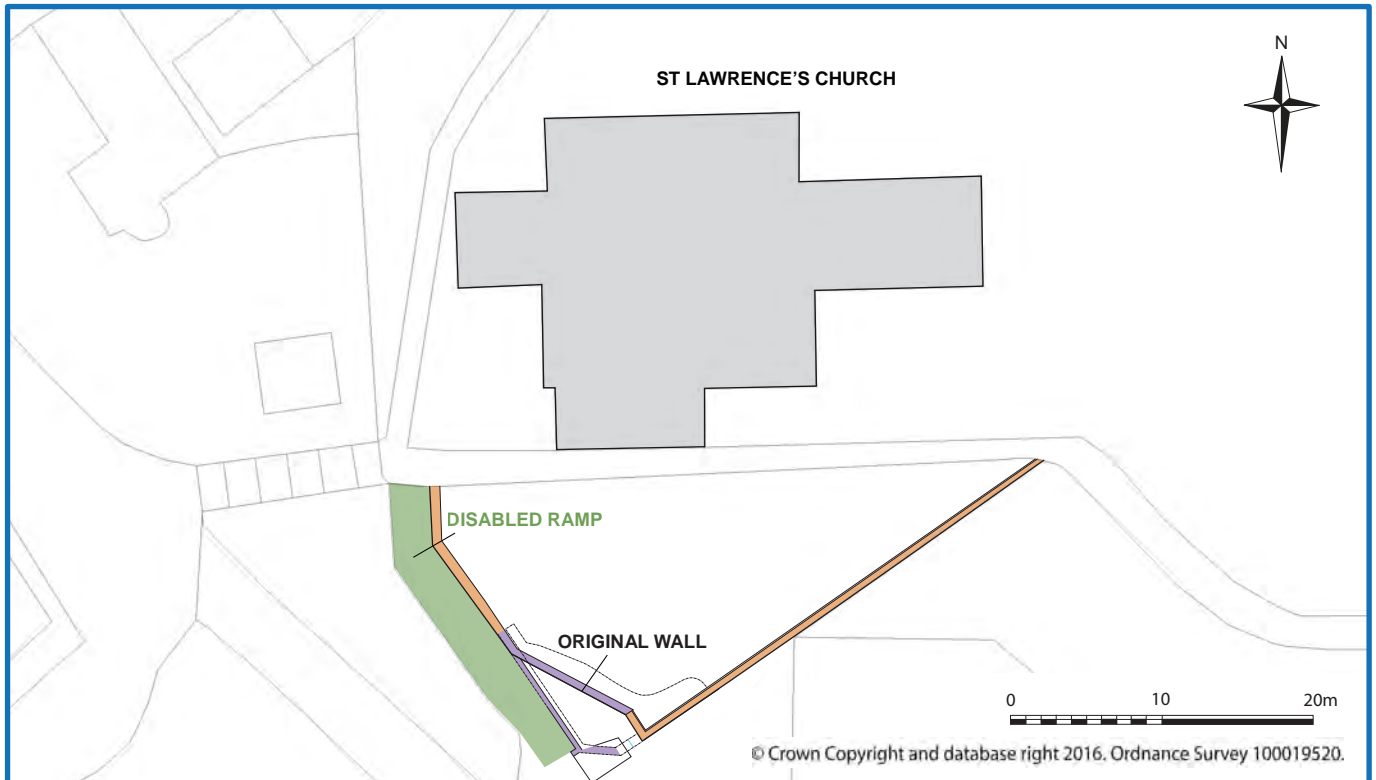 ST LAWRENCE'S CHURCH
N
DISABLED RAMP
ORIGINAL WALL
0 10 20m
© Crown Copyright and database right 2016. Ordnance Survey 100019520.